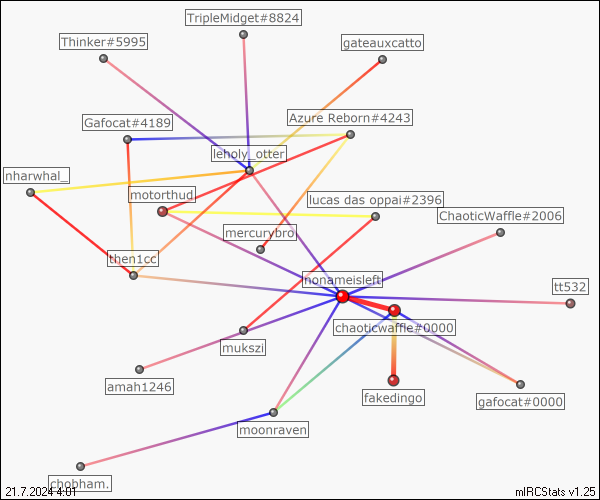 TripleMidget#8824
Thinker#5995
gateauxcatto
Azure Reborn#4243
Gafocat#4189
leholy_otter
nharwhal_
motorthud_
lucas das oppai#2396
ChaoticWaffle#2006
mercurybro
then1cc
nonameisleft
tt532
chaoticwaffle#0000
mukszi
amah1246
fakedingo
gafocat#0000
moonraven
chobham.
21.7.2024 4:01
mIRCStats v1.25